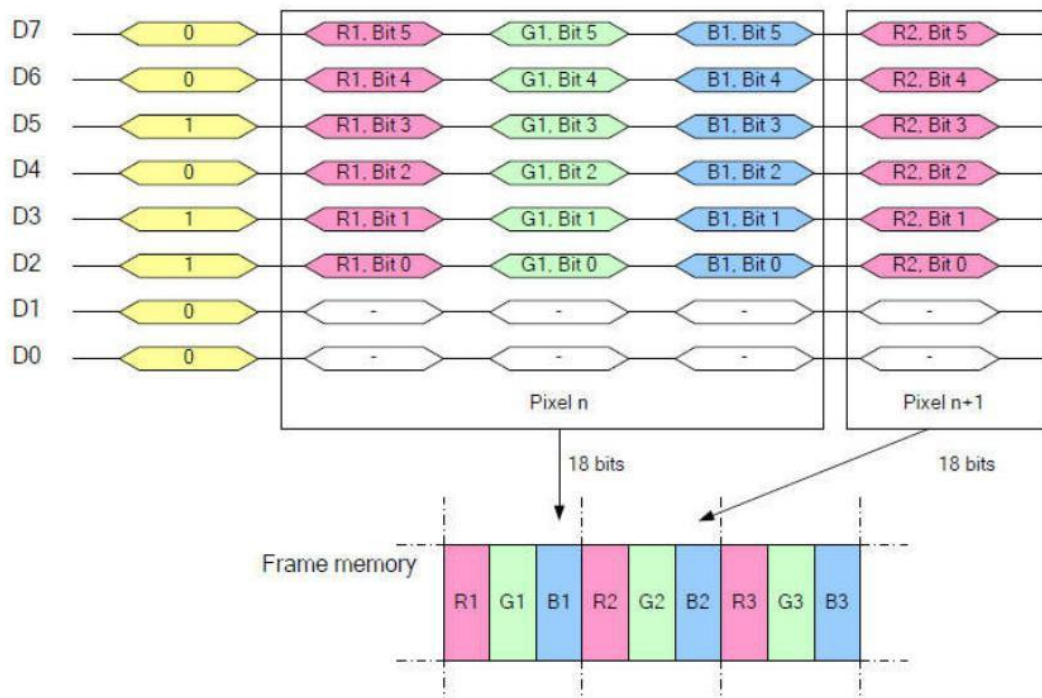 D7 0 R1, Bit 5 G1, Bit 5 B1, Bit 5 R2, Bit 5
D6 0 R1, Bit 4 G1, Bit 4 B1, Bit 4 R2, Bit 4
D5 1 R1, Bit 3 G1, Bit 3 B1, Bit 3 R2, Bit 3
D4 0 R1, Bit 2 G1, Bit 2 B1, Bit 2 R2, Bit 2
D3 1 R1, Bit 1 G1, Bit 1 B1, Bit 1 R2, Bit 1
D2 1 R1, Bit 0 G1, Bit 0 B1, Bit 0 R2, Bit 0
D1 0 - - - -
D0 0 - - - -
Pixel n Pixel n+1
18 bits 18 bits
Frame memory
R1 G1 B1 R2 G2 B2 R3 G3 B3